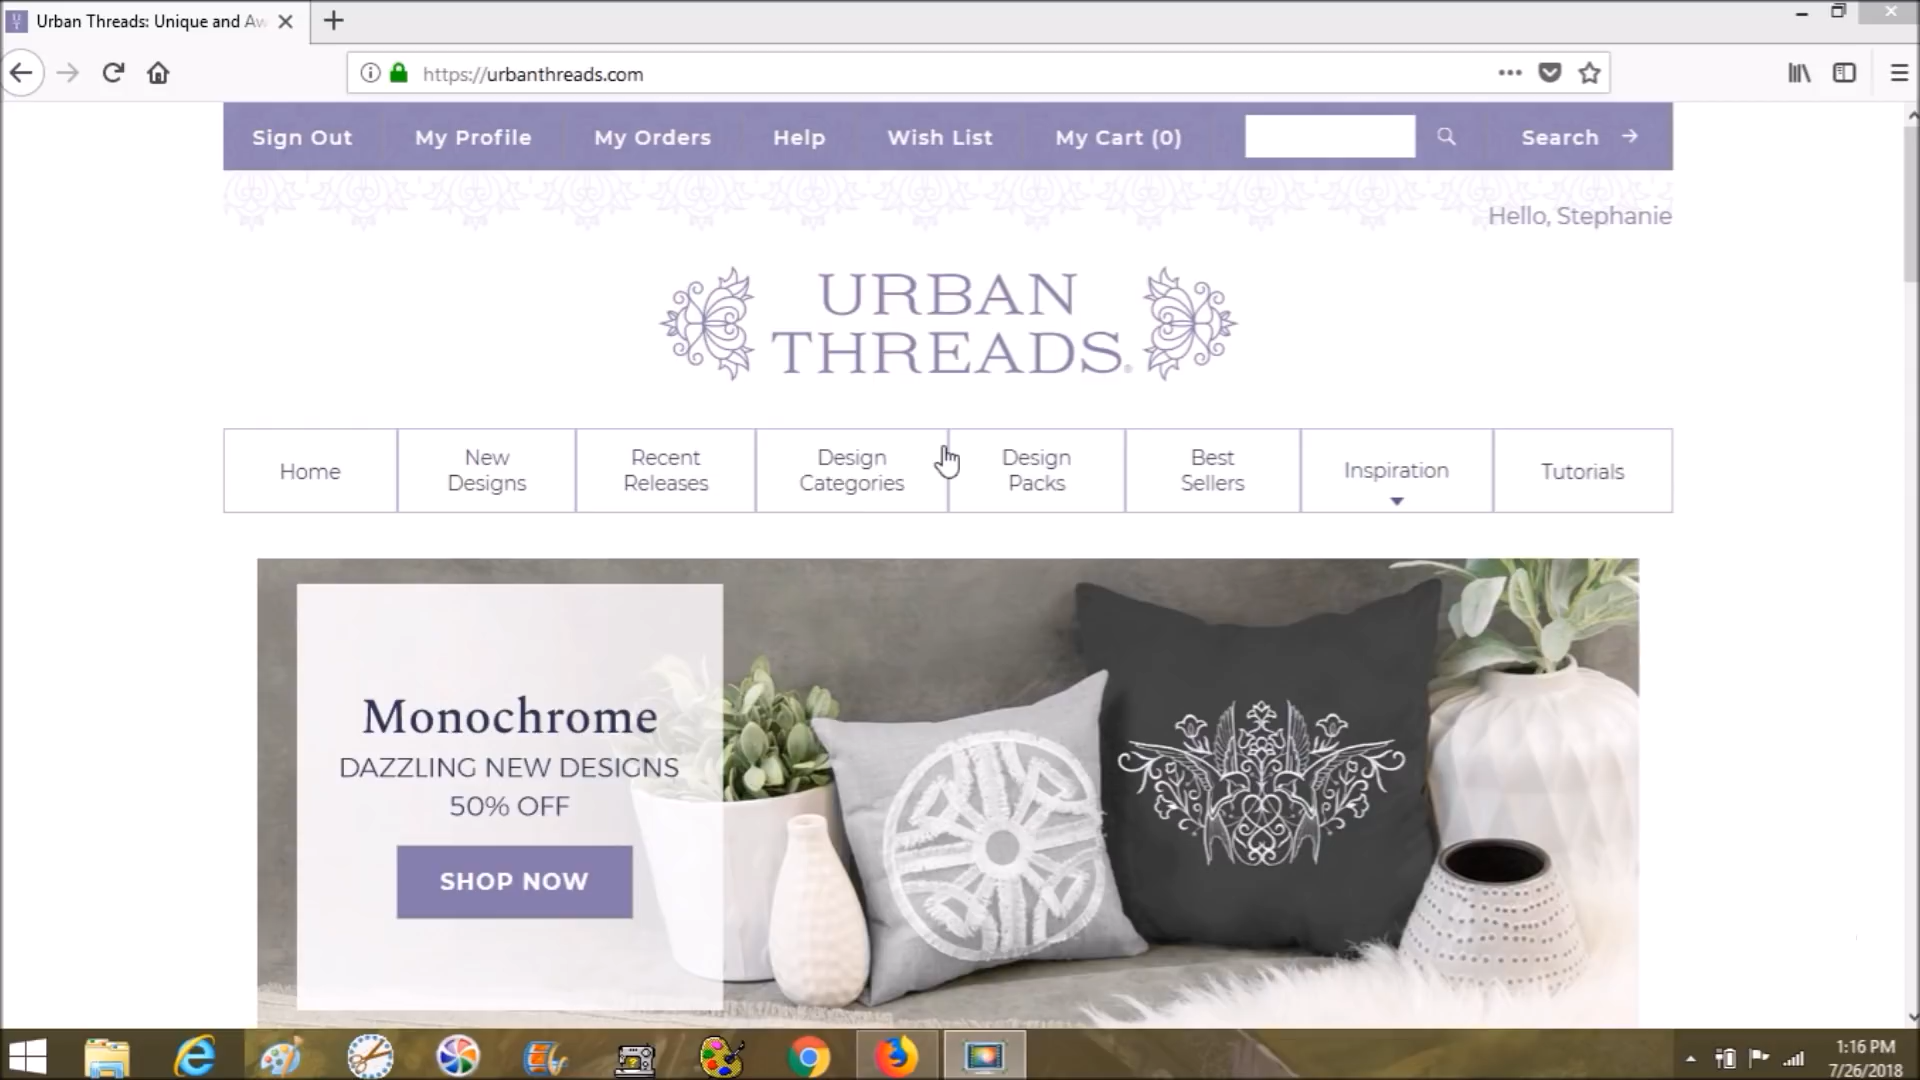 Urban Threads: Unique and Aw
https://urbanthreads.com
Sign Out My Profile My Orders Help Wish List My Cart (0) Search
Hello, Stephanie
URBAN
THREADS®
Home
New
Designs
Recent
Releases
Design
Categories
Design
Packs
Best
Sellers
Inspiration
Tutorials
Monochrome
DAZZLING NEW DESIGNS
50% OFF
SHOP NOW
1:16 PM
7/26/2018